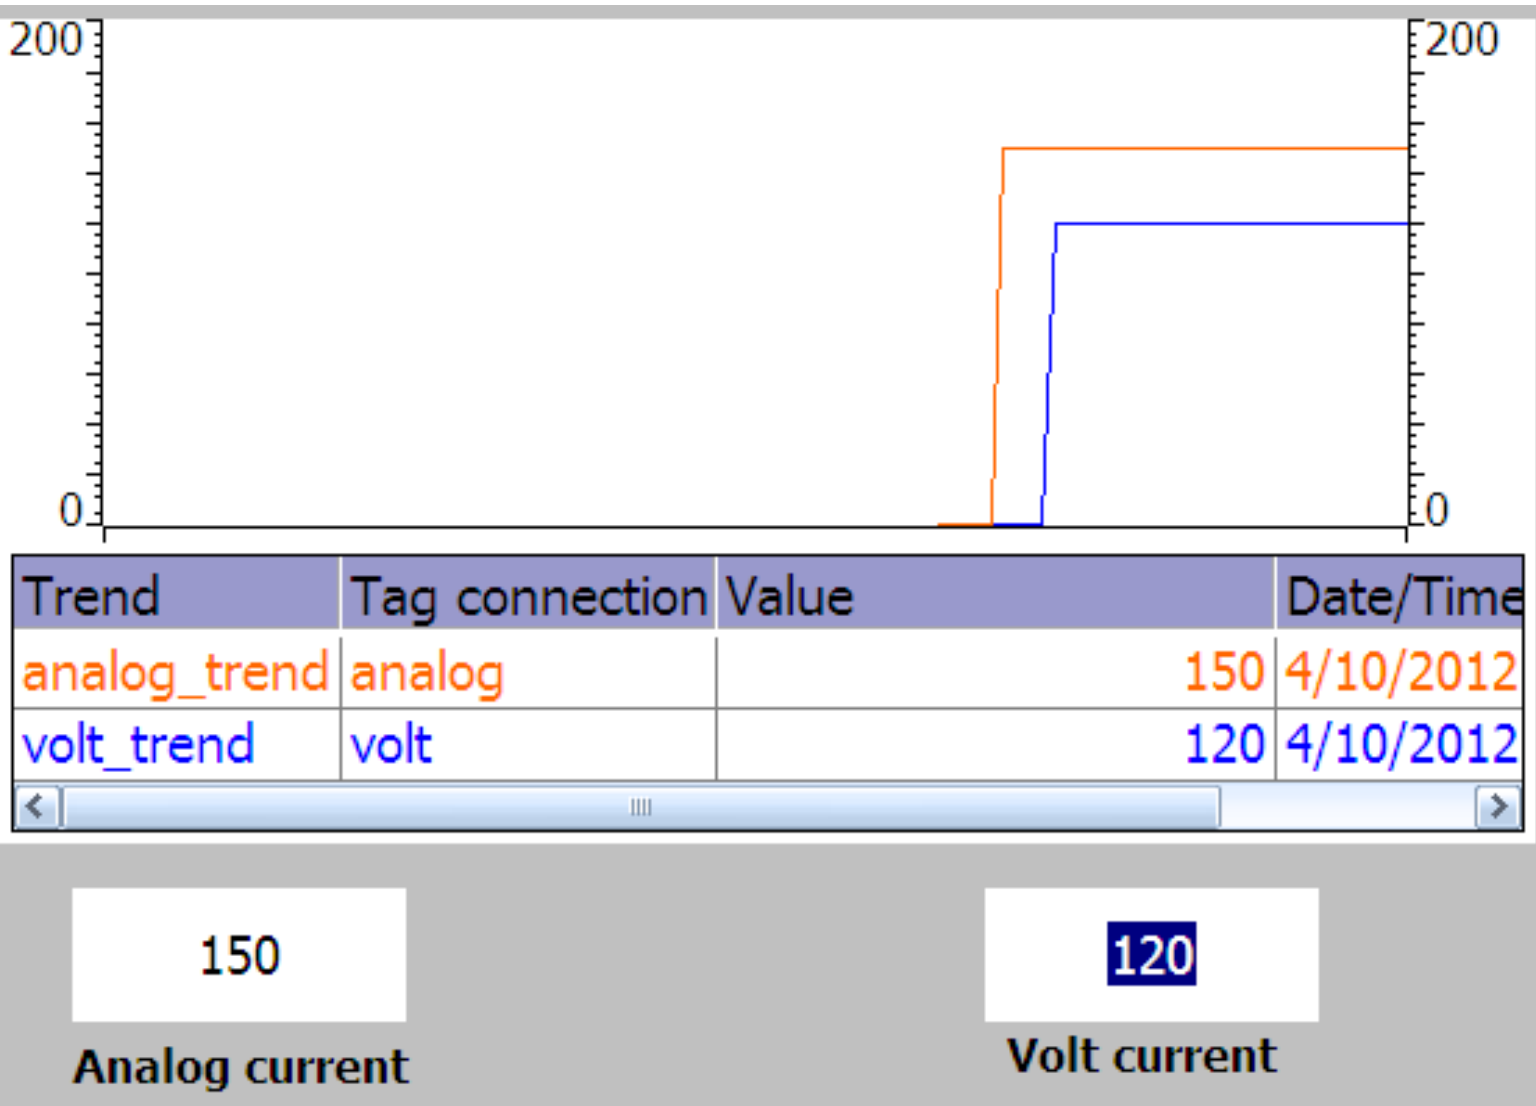 200 200
0 0
Trend Tag connection Value Date/Time
analog_trend analog 150 4/10/2012
volt_trend volt 120 4/10/2012
150 120
Analog current Volt current